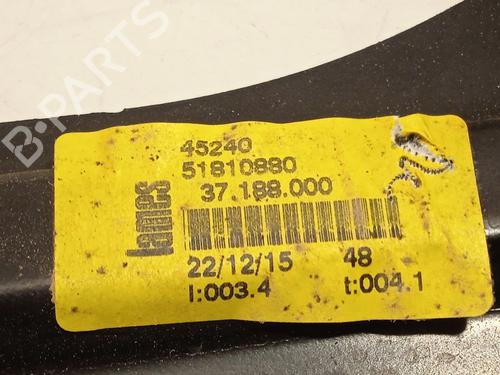 B-PARTS
lames
45240
51810880
37.188.000
22/12/15 48
I:003.4 t:004.1